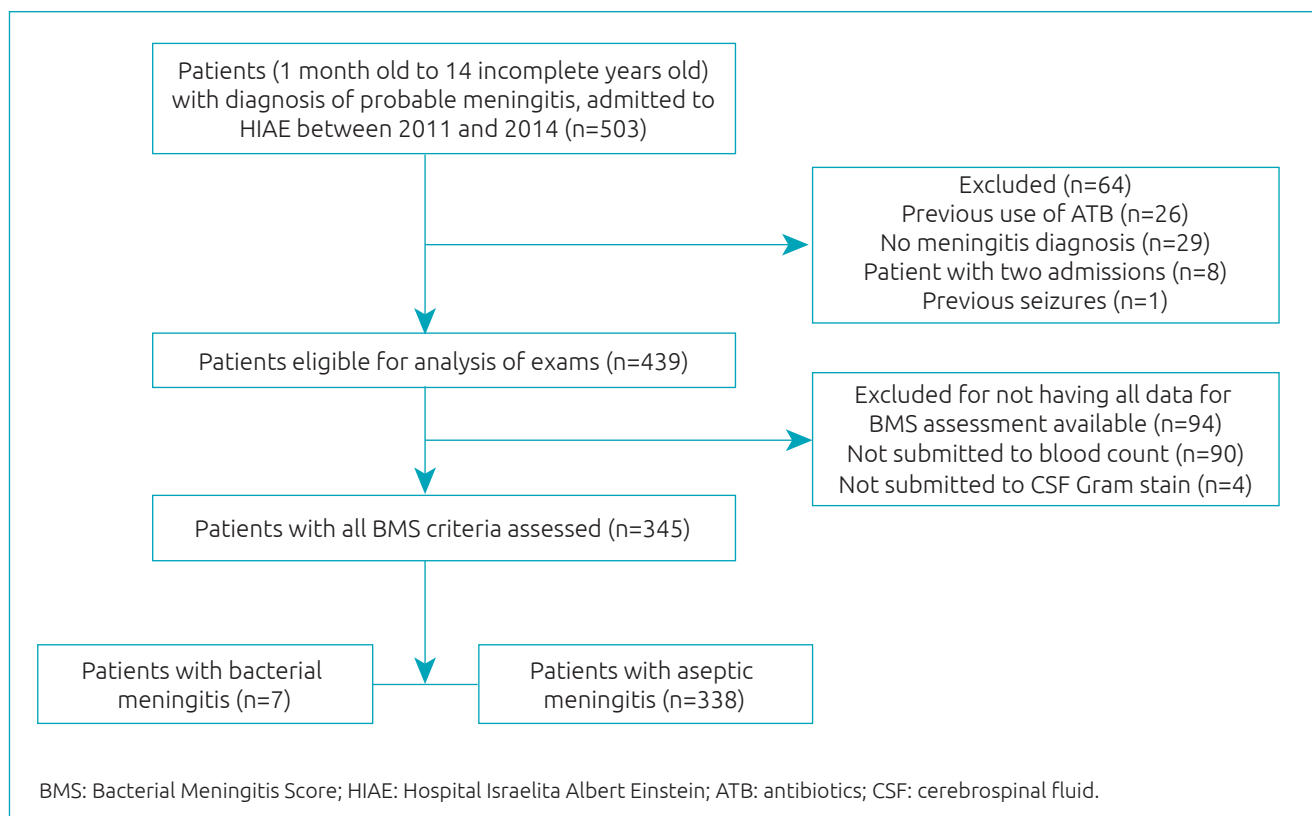 Patients (1 month old to 14 incomplete years old)
with diagnosis of probable meningitis, admitted to
HIAE between 2011 and 2014 (n=503)
Excluded (n=64)
Previous use of ATB (n=26)
No meningitis diagnosis (n=29)
Patient with two admissions (n=8)
Previous seizures (n=1)
Patients eligible for analysis of exams (n=439)
Excluded for not having all data for
BMS assessment available (n=94)
Not submitted to blood count (n=90)
Not submitted to CSF Gram stain (n=4)
Patients with all BMS criteria assessed (n=345)
Patients with bacterial
meningitis (n=7)
Patients with aseptic
meningitis (n=338)
BMS: Bacterial Meningitis Score; HIAE: Hospital Israelita Albert Einstein; ATB: antibiotics; CSF: cerebrospinal fluid.